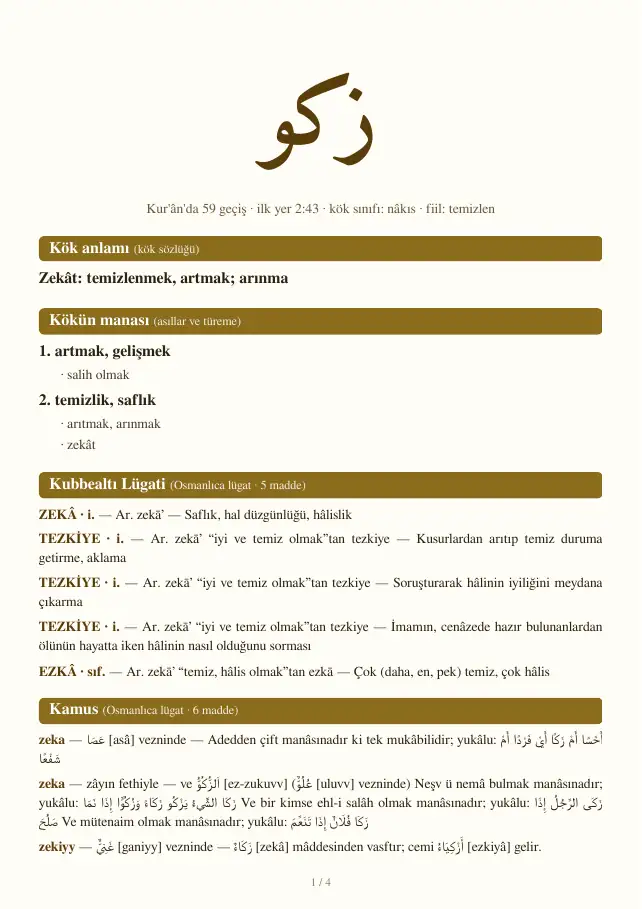 زكو
Kur'ân'da 59 geçiş · ilk yer 2:43 · kök sınıfı: nâkıs · fiil: temizlen
Kök anlamı (kök sözlüğü)
Zekât: temizlenmek, artmak; arınma
Kökün manası (asıllar ve türeme)
1. artmak, gelişmek
· salih olmak
2. temizlik, saflık
· arıtmak, arınmak
· zekât
Kubbealtı Lügati (Osmanlıca lügat · 5 madde)
ZEKÂ · i. — Ar. zekā’ — Saflık, hal düzgünlüğü, hâlislik
TEZKİYE · i. — Ar. zekā’ “iyi ve temiz olmak”tan tezkiye — Kusurlardan arıtıp temiz duruma
getirme, aklama
TEZKİYE · i. — Ar. zekā’ “iyi ve temiz olmak”tan tezkiye — Soruşturarak hâlinin iyiliğini meydana
çıkarma
TEZKİYE · i. — Ar. zekā’ “iyi ve temiz olmak”tan tezkiye — İmamın, cenâzede hazır bulunanlardan
ölünün hayatta iken hâlinin nasıl olduğunu sorması
EZKÂ · sıf. — Ar. zekā’ “temiz, hâlis olmak”tan ezkā — Çok (daha, en, pek) temiz, çok hâlis
Kamus (Osmanlıca lügat · 6 madde)
zeka — عَصَا [asâ] vezninde — Adedden çift manâsınadır ki tek mukâbilidir; yukâlu: أَخَسًا أَمْ زَكًا أَيْ فَرْدًا أَمْ
شَفْعًا
zeka — zâyın fethiyle — ve اَلزُّكُوُّ [ez-zukuvv] (عُلُوٌّ [uluvv] vezninde) Neşv ü nemâ bulmak manâsınadır;
yukâlu: زَكَا الشَّيءُ يَزْكُو زَكَاءً وَزُكُوًّا إِذَا نَمَا Ve bir kimse ehl-i salâh olmak manâsınadır; yukâlu: زَكَى الرَّجُلُ إِذَا
صَلَحَ Ve mütenaim olmak manâsınadır; yukâlu: زَكَا فُلَانٌ إِذَا تَنَعَّمَ
zekiyy — غَنِيٌّ [ganiyy] vezninde — زَكَاءٌ [zekâ] mâddesinden vasftır; cemi أَزْكِيَاءُ [ezkiyâ] gelir.
1 / 4